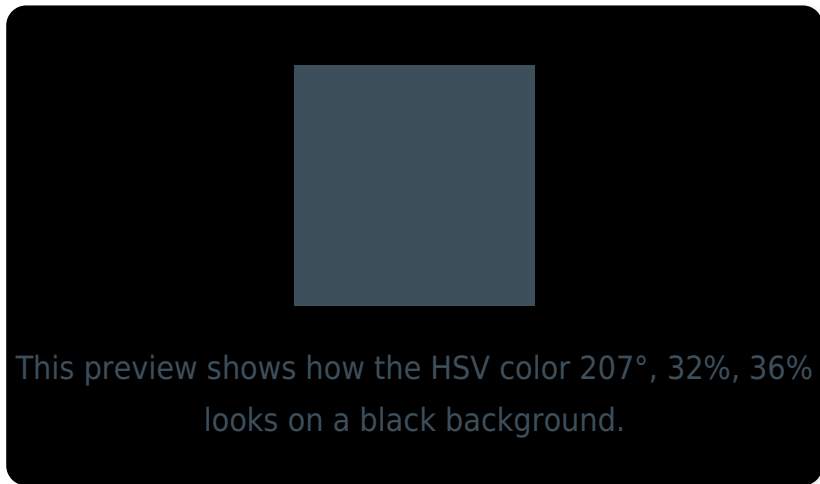 This preview shows how the HSV color 207°, 32%, 36%
looks on a black background.